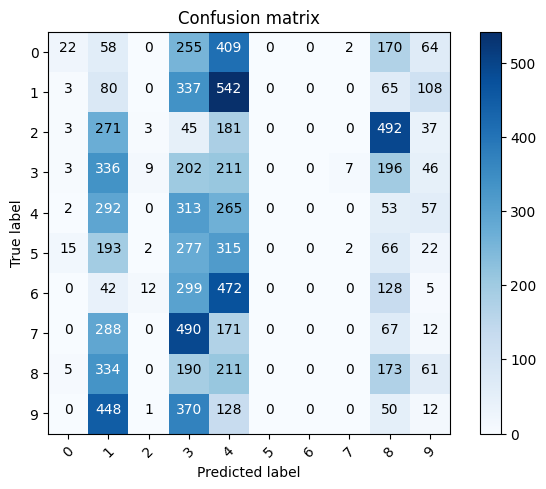 Confusion matrix
0 22 58 0 255 409 0 0 2 170 64
1 3 80 0 337 542 0 0 0 65 108
2 3 271 3 45 181 0 0 0 492 37
3 3 336 9 202 211 0 0 7 196 46
4 2 292 0 313 265 0 0 0 53 57
5 15 193 2 277 315 0 0 2 66 22
6 0 42 12 299 472 0 0 0 128 5
7 0 288 0 490 171 0 0 0 67 12
8 5 334 190 0 211 0 0 0 173 61
9 0 448 1 370 128 0 0 0 50 12
0 1 2 3 4 5 6 7 8 9
Predicted label
True label
500
400
300
200
100
0